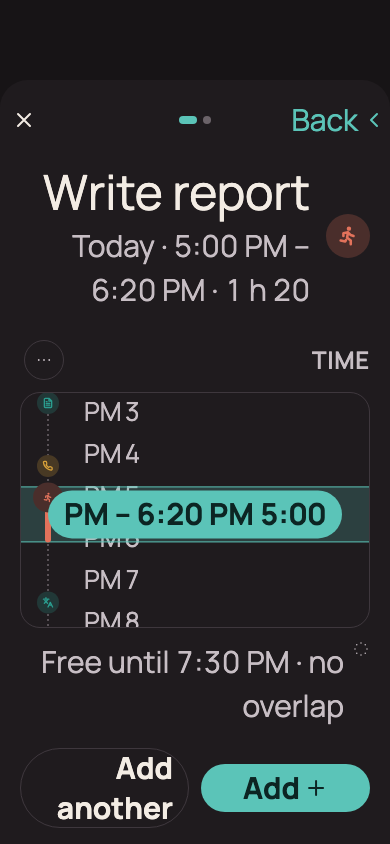 Back
Write report
Today · 5:00 PM –
6:20 PM · 1 h 20
TIME
PM 3
PM 4
PM – 6:20 PM 5:00
PM 7
PM 8
Free until 7:30 PM · no
overlap
Add
another
Add +